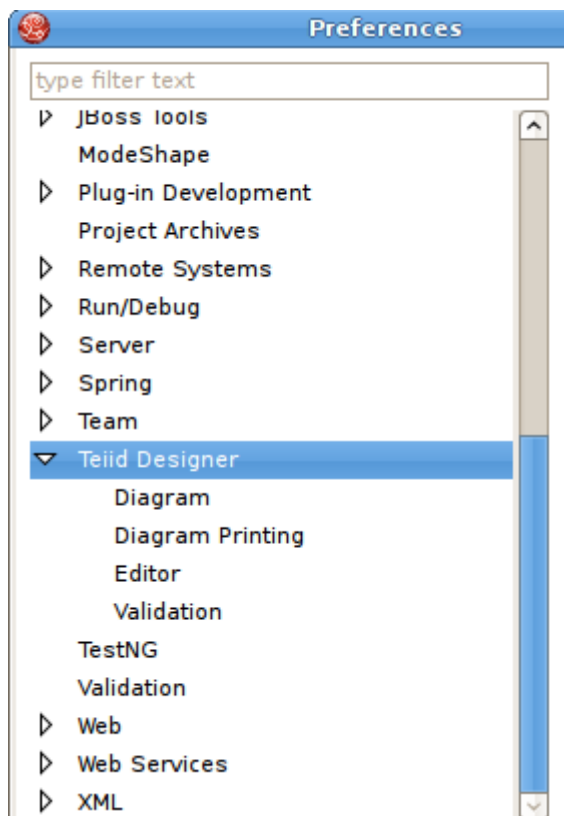 Preferences
type filter text
JBoss Tools
ModeShape
Plug-in Development
Project Archives
Remote Systems
Run/Debug
Server
Spring
Team
Teiid Designer
Diagram
Diagram Printing
Editor
Validation
TestNG
Validation
Web
Web Services
XML